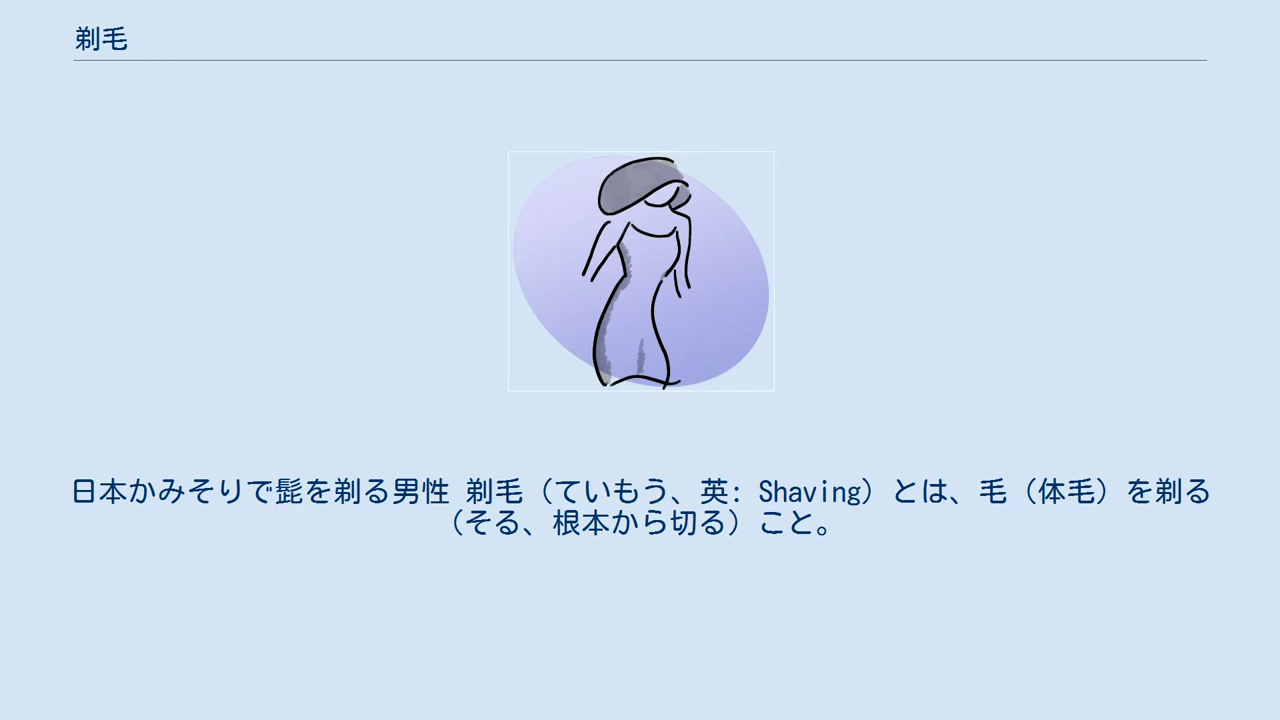 剃毛
日本かみそりで髭を剃る男性 剃毛（ていもう、英: Shaving）とは、毛（体毛）を剃る
（そる、根本から切る）こと。